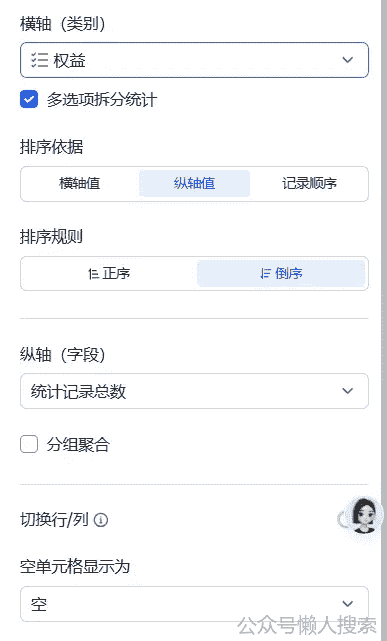 横轴（类别）
权益
多选项拆分统计
排序依据
横轴值 纵轴值 记录顺序
排序规则
正序 倒序
纵轴（字段）
统计记录总数
分组聚合
切换行/列
空单元格显示为
空
公众号懒人搜索